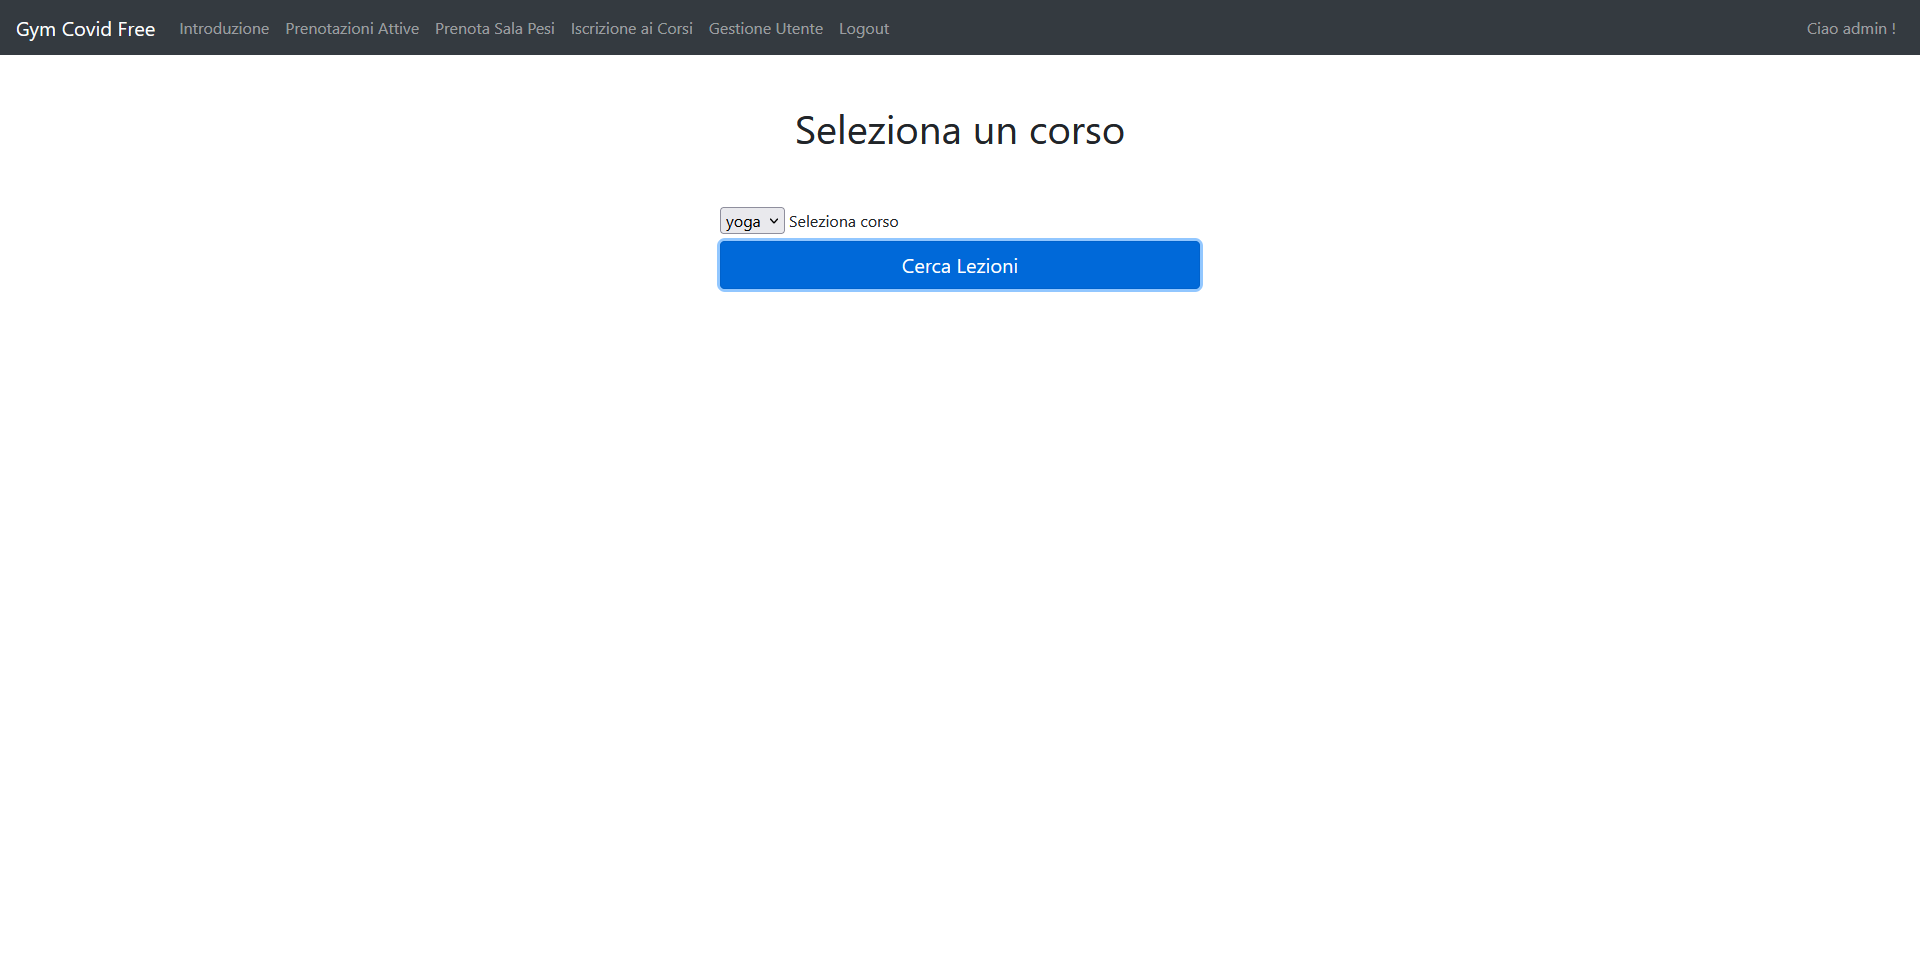 Gym Covid Free Introduzione Prenotazioni Attive Prenota Sala Pesi Iscrizione ai Corsi Gestione Utente Logout Ciao admin !
Seleziona un corso
yoga Seleziona corso
Cerca Lezioni